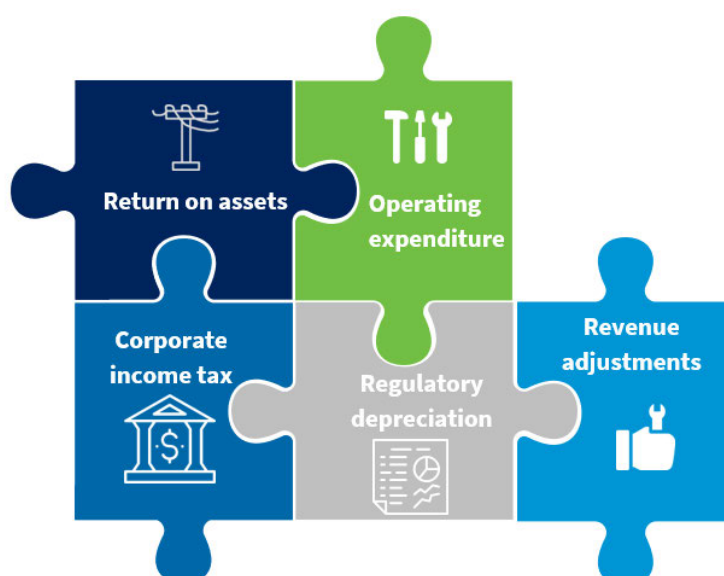 Return on assets
Operating
expenditure
Corporate
income tax
Regulatory
depreciation
Revenue
adjustments
$